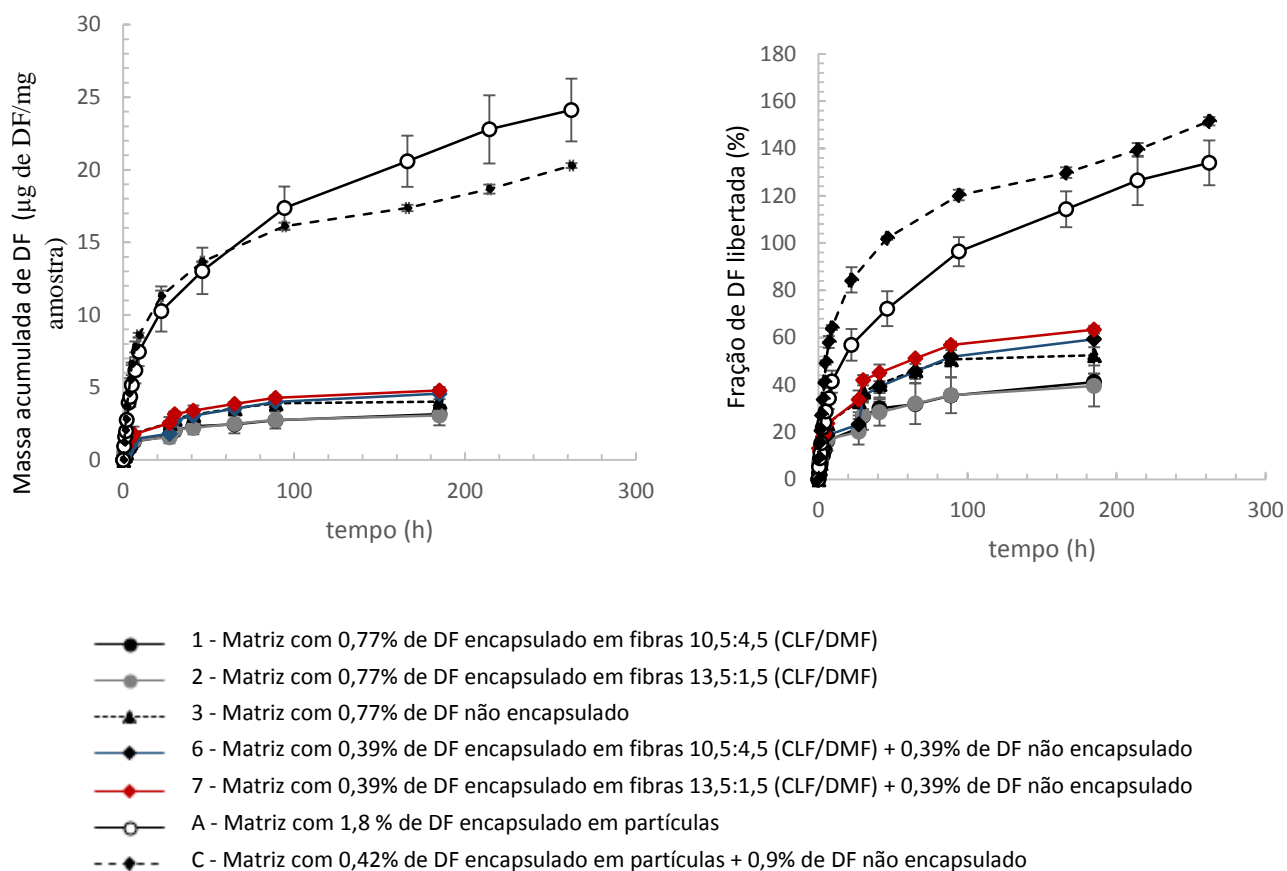 30
25
20
15
10
5
0
0
100
200
300
tempo (h)
Massa acumulada de DF (µg de DF/mg
amostra)
180
160
140
120
100
80
60
40
20
0
0
100
200
300
tempo (h)
Fração de DF libertada (%)
1 - Matriz com 0,77% de DF encapsulado em fibras 10,5:4,5 (CLF/DMF)
2 - Matriz com 0,77% de DF encapsulado em fibras 13,5:1,5 (CLF/DMF)
3 - Matriz com 0,77% de DF não encapsulado
6 - Matriz com 0,39% de DF encapsulado em fibras 10,5:4,5 (CLF/DMF) + 0,39% de DF não encapsulado
7 - Matriz com 0,39% de DF encapsulado em fibras 13,5:1,5 (CLF/DMF) + 0,39% de DF não encapsulado
A - Matriz com 1,8 % de DF encapsulado em partículas
C - Matriz com 0,42% de DF encapsulado em partículas + 0,9% de DF não encapsulado